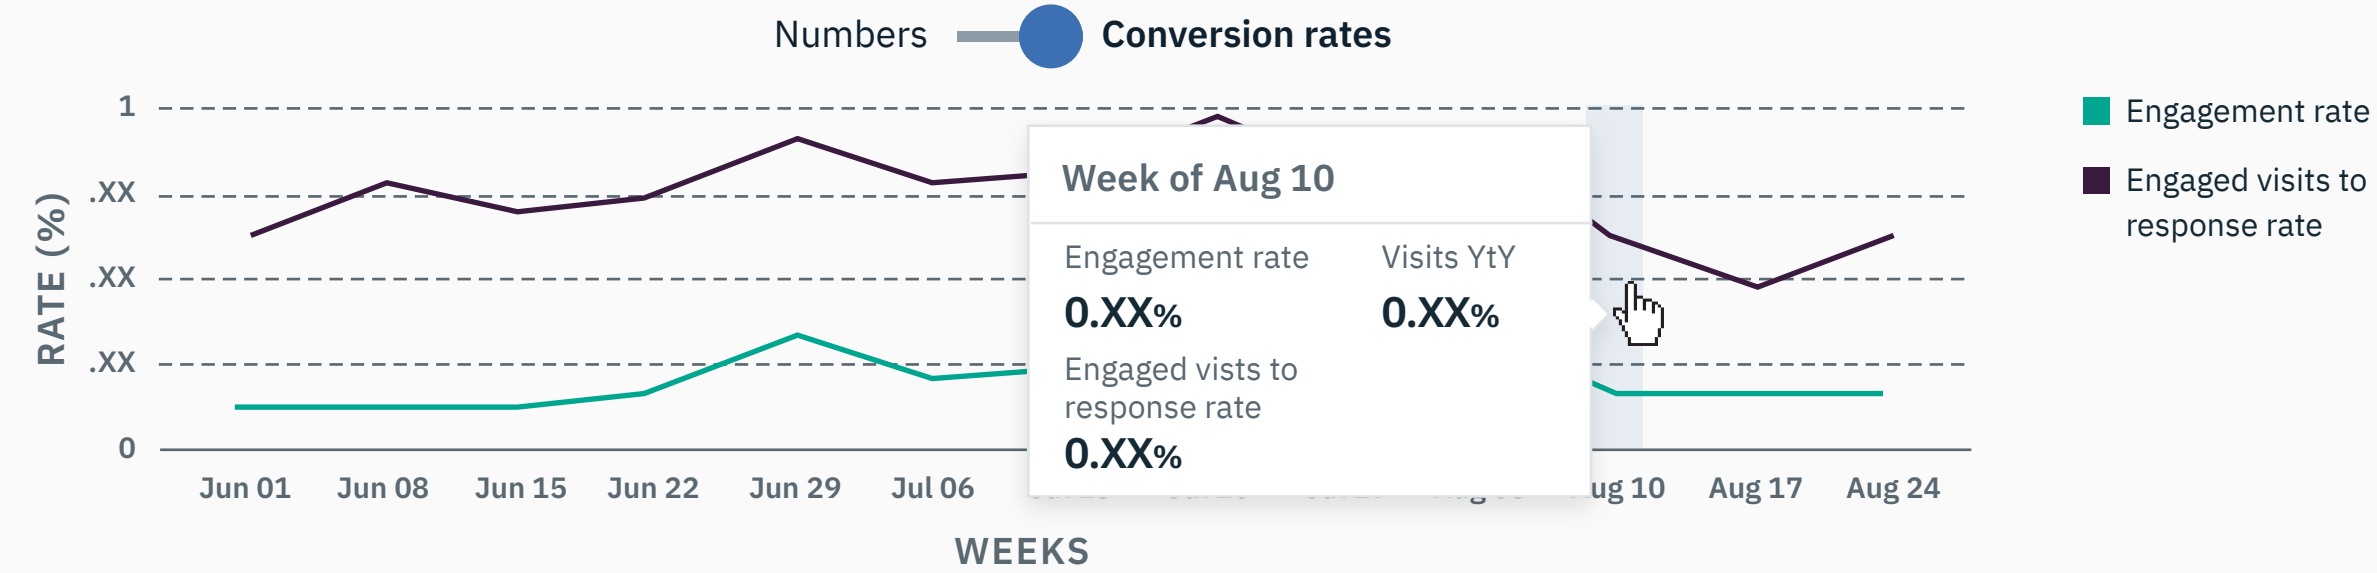 Numbers Conversion rates
1
.XX
.XX
.XX
0
RATE (%)
Engagement rate
Engaged visits to
response rate
Week of Aug 10
Engagement rate Visits YtY
0.XX% 0.XX%
Engaged vists to
response rate
0.XX%
Jun 01 Jun 08 Jun 15 Jun 22 Jun 29 Jul 06 ug 10 Aug 17 Aug 24
WEEKS